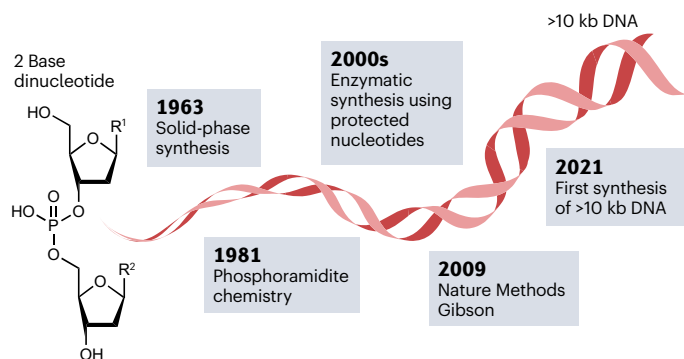 >10 kb DNA
2 Base
dinucleotide
HO
O
R¹
O
HO
P
O
O
O
R²
OH
1963
Solid-phase
synthesis
1981
Phosphoramidite
chemistry
2000s
Enzymatic
synthesis using
protected
nucleotides
2009
Nature Methods
Gibson
2021
First synthesis
of >10 kb DNA